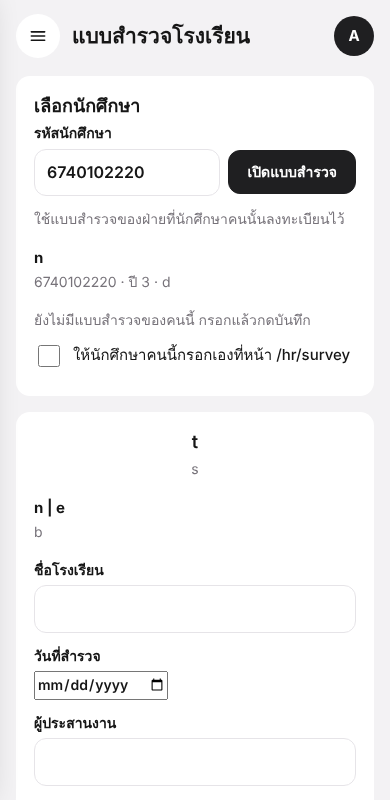 แบบสำรวจโรงเรียน
A
เลือกนักศึกษา
รหัสนักศึกษา
6740102220
เปิดแบบสำรวจ
ใช้แบบสำรวจของฝ่ายที่นักศึกษาคนนั้นลงทะเบียนไว้
n
6740102220 · ปี 3 · d
ยังไม่มีแบบสำรวจของคนนี้ กรอกแล้วกดบันทึก
ให้นักศึกษาคนนี้กรอกเองที่หน้า /hr/survey
t
s
n | e
b
ชื่อโรงเรียน
วันที่สำรวจ
mm/dd/yyyy
ผู้ประสานงาน